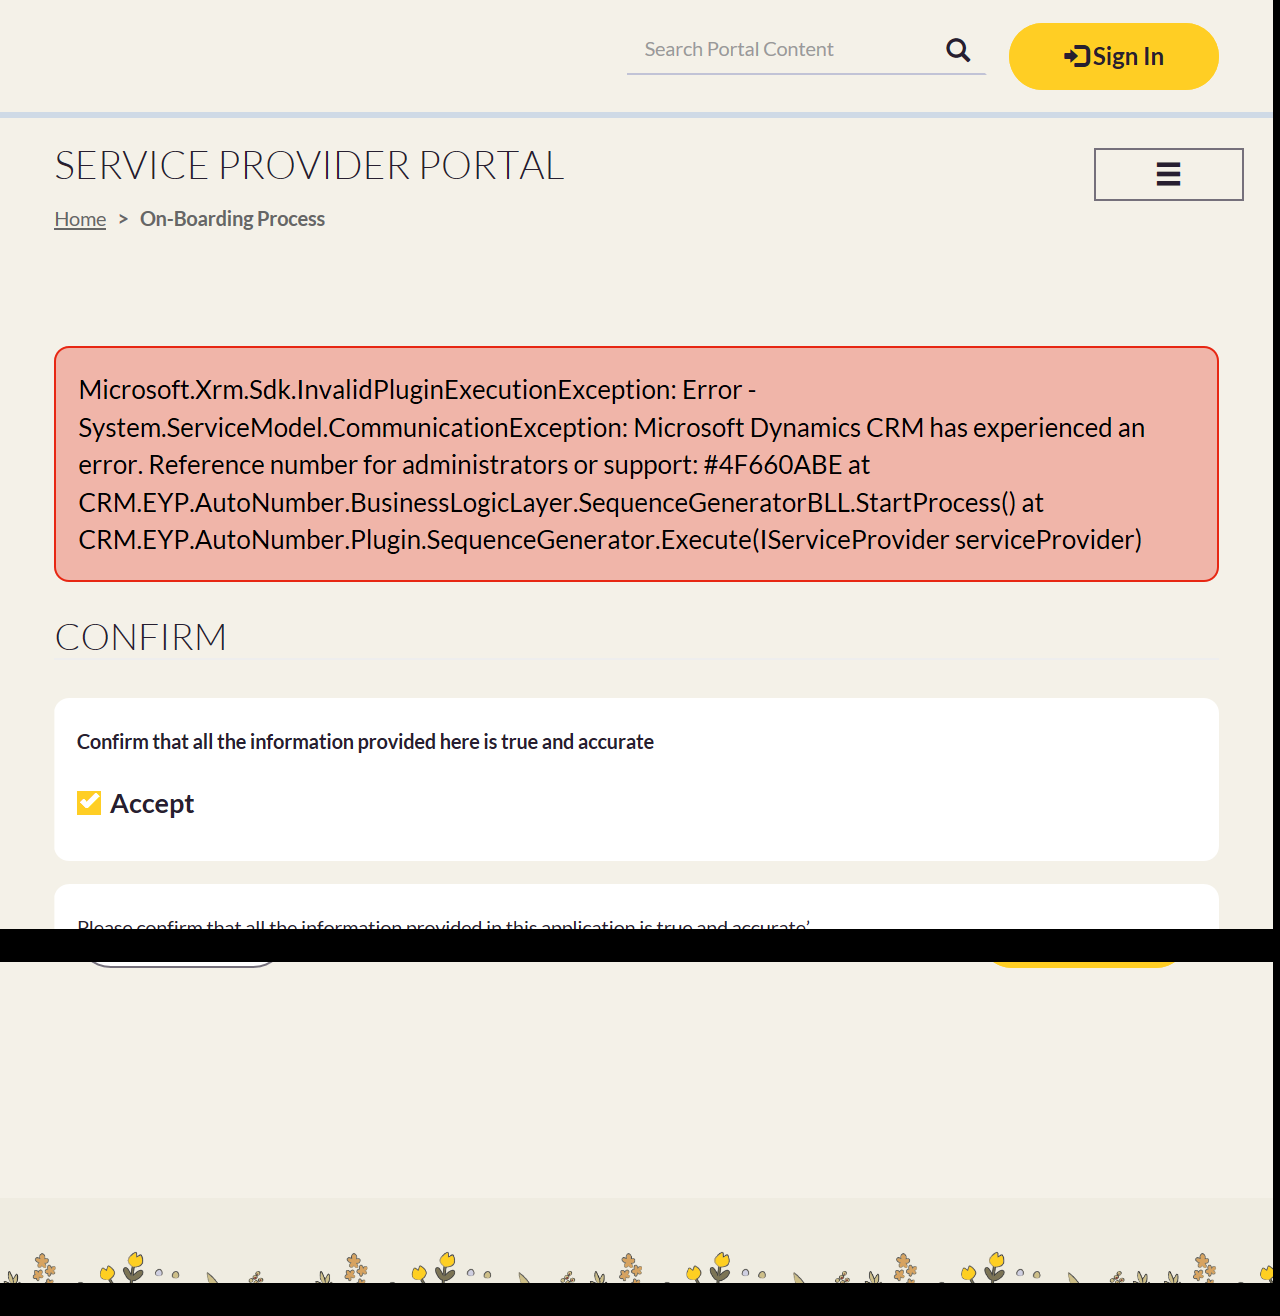 Search Portal Content
Sign In
SERVICE PROVIDER PORTAL
Home > On-Boarding Process
Microsoft.Xrm.Sdk.InvalidPluginExecutionException: Error -
System.ServiceModel.CommunicationException: Microsoft Dynamics CRM has experienced an
error. Reference number for administrators or support: #4F660ABE at
CRM.EYP.AutoNumber.BusinessLogicLayer.SequenceGeneratorBLL.StartProcess() at
CRM.EYP.AutoNumber.Plugin.SequenceGenerator.Execute(IServiceProvider serviceProvider)
CONFIRM
Confirm that all the information provided here is true and accurate
Accept
Please confirm that all the information provided in this application is true and accurate’